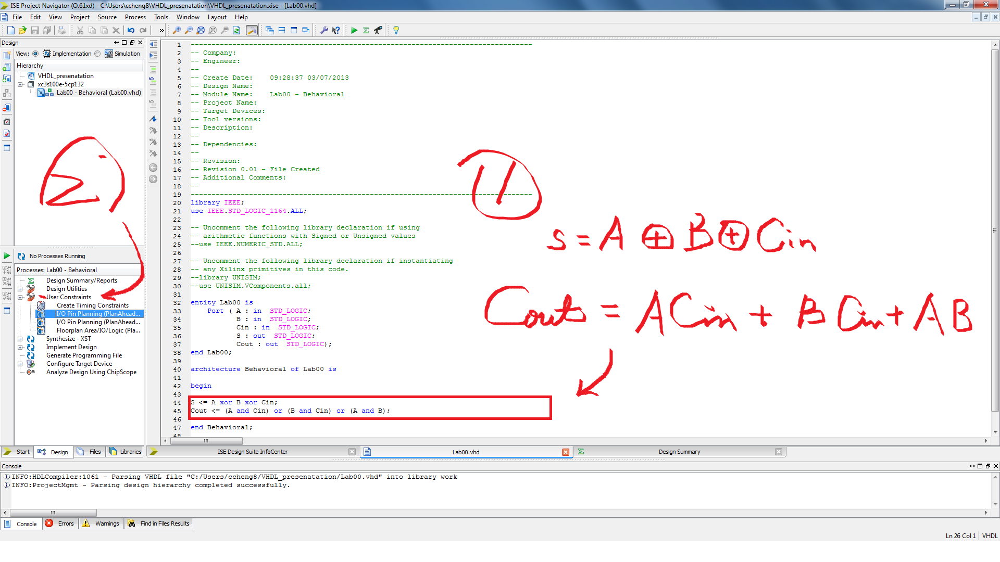 ISE Project Navigator (O.61xd) - C:\Users\ccheng8\VHDL_presenatation\VHDL_presenatation.xise - [Lab00.vhd]
File Edit View Project Source Process Tools Window Layout Help
Design
View: Implementation Simulation
Hierarchy
VHDL_presenatation
xc3s100e-5cp132
Lab00 - Behavioral (Lab00.vhd)
2
No Processes Running
Processes: Lab00 - Behavioral
Design Summary/Reports
Design Utilities
User Constraints
Create Timing Constraints
I/O Pin Planning (PlanAhead...
I/O Pin Planning (PlanAhead...
Floorplan Area/IO/Logic (Pla...
Synthesize - XST
Implement Design
Generate Programming File
Configure Target Device
Analyze Design Using ChipScope
Start Design Files Libraries
1 ----------------------------------------------------------------------------------
2 -- Company:
3 -- Engineer:
4 --
5 -- Create Date:    09:28:37 03/07/2013
6 -- Design Name:
7 -- Module Name:    Lab00 - Behavioral
8 -- Project Name:
9 -- Target Devices:
10 -- Tool versions:
11 -- Description:
12 --
13 -- Dependencies:
14 --
15 -- Revision:
16 -- Revision 0.01 - File Created
17 -- Additional Comments:
18 --
19 ----------------------------------------------------------------------------------
20 library IEEE;
21 use IEEE.STD_LOGIC_1164.ALL;
22
23 -- Uncomment the following library declaration if using
24 -- arithmetic functions with Signed or Unsigned values
25 --use IEEE.NUMERIC_STD.ALL;
26
27 -- Uncomment the following library declaration if instantiating
28 -- any Xilinx primitives in this code.
29 --library UNISIM;
30 --use UNISIM.VComponents.all;
31
32 entity Lab00 is
33     Port ( A : in  STD_LOGIC;
34            B : in  STD_LOGIC;
35            Cin : in  STD_LOGIC;
36            S : out  STD_LOGIC;
37            Cout : out  STD_LOGIC);
38 end Lab00;
39
40 architecture Behavioral of Lab00 is
41
42 begin
43
44 S <= A xor B xor Cin;
45 Cout <= (A and Cin) or (B and Cin) or (A and B);
46
47 end Behavioral;
48
S = A ⊕ B ⊕ Cin
Cout = ACin + BCin + AB
ISE Design Suite InfoCenter Lab00.vhd Design Summary
Console
INFO:HDLCompiler:1061 - Parsing VHDL file "C:/Users/ccheng8/VHDL_presenatation/Lab00.vhd" into library work
INFO:ProjectMgmt - Parsing design hierarchy completed successfully.
Console Errors Warnings Find in Files Results
Ln 26 Col 1 VHDL